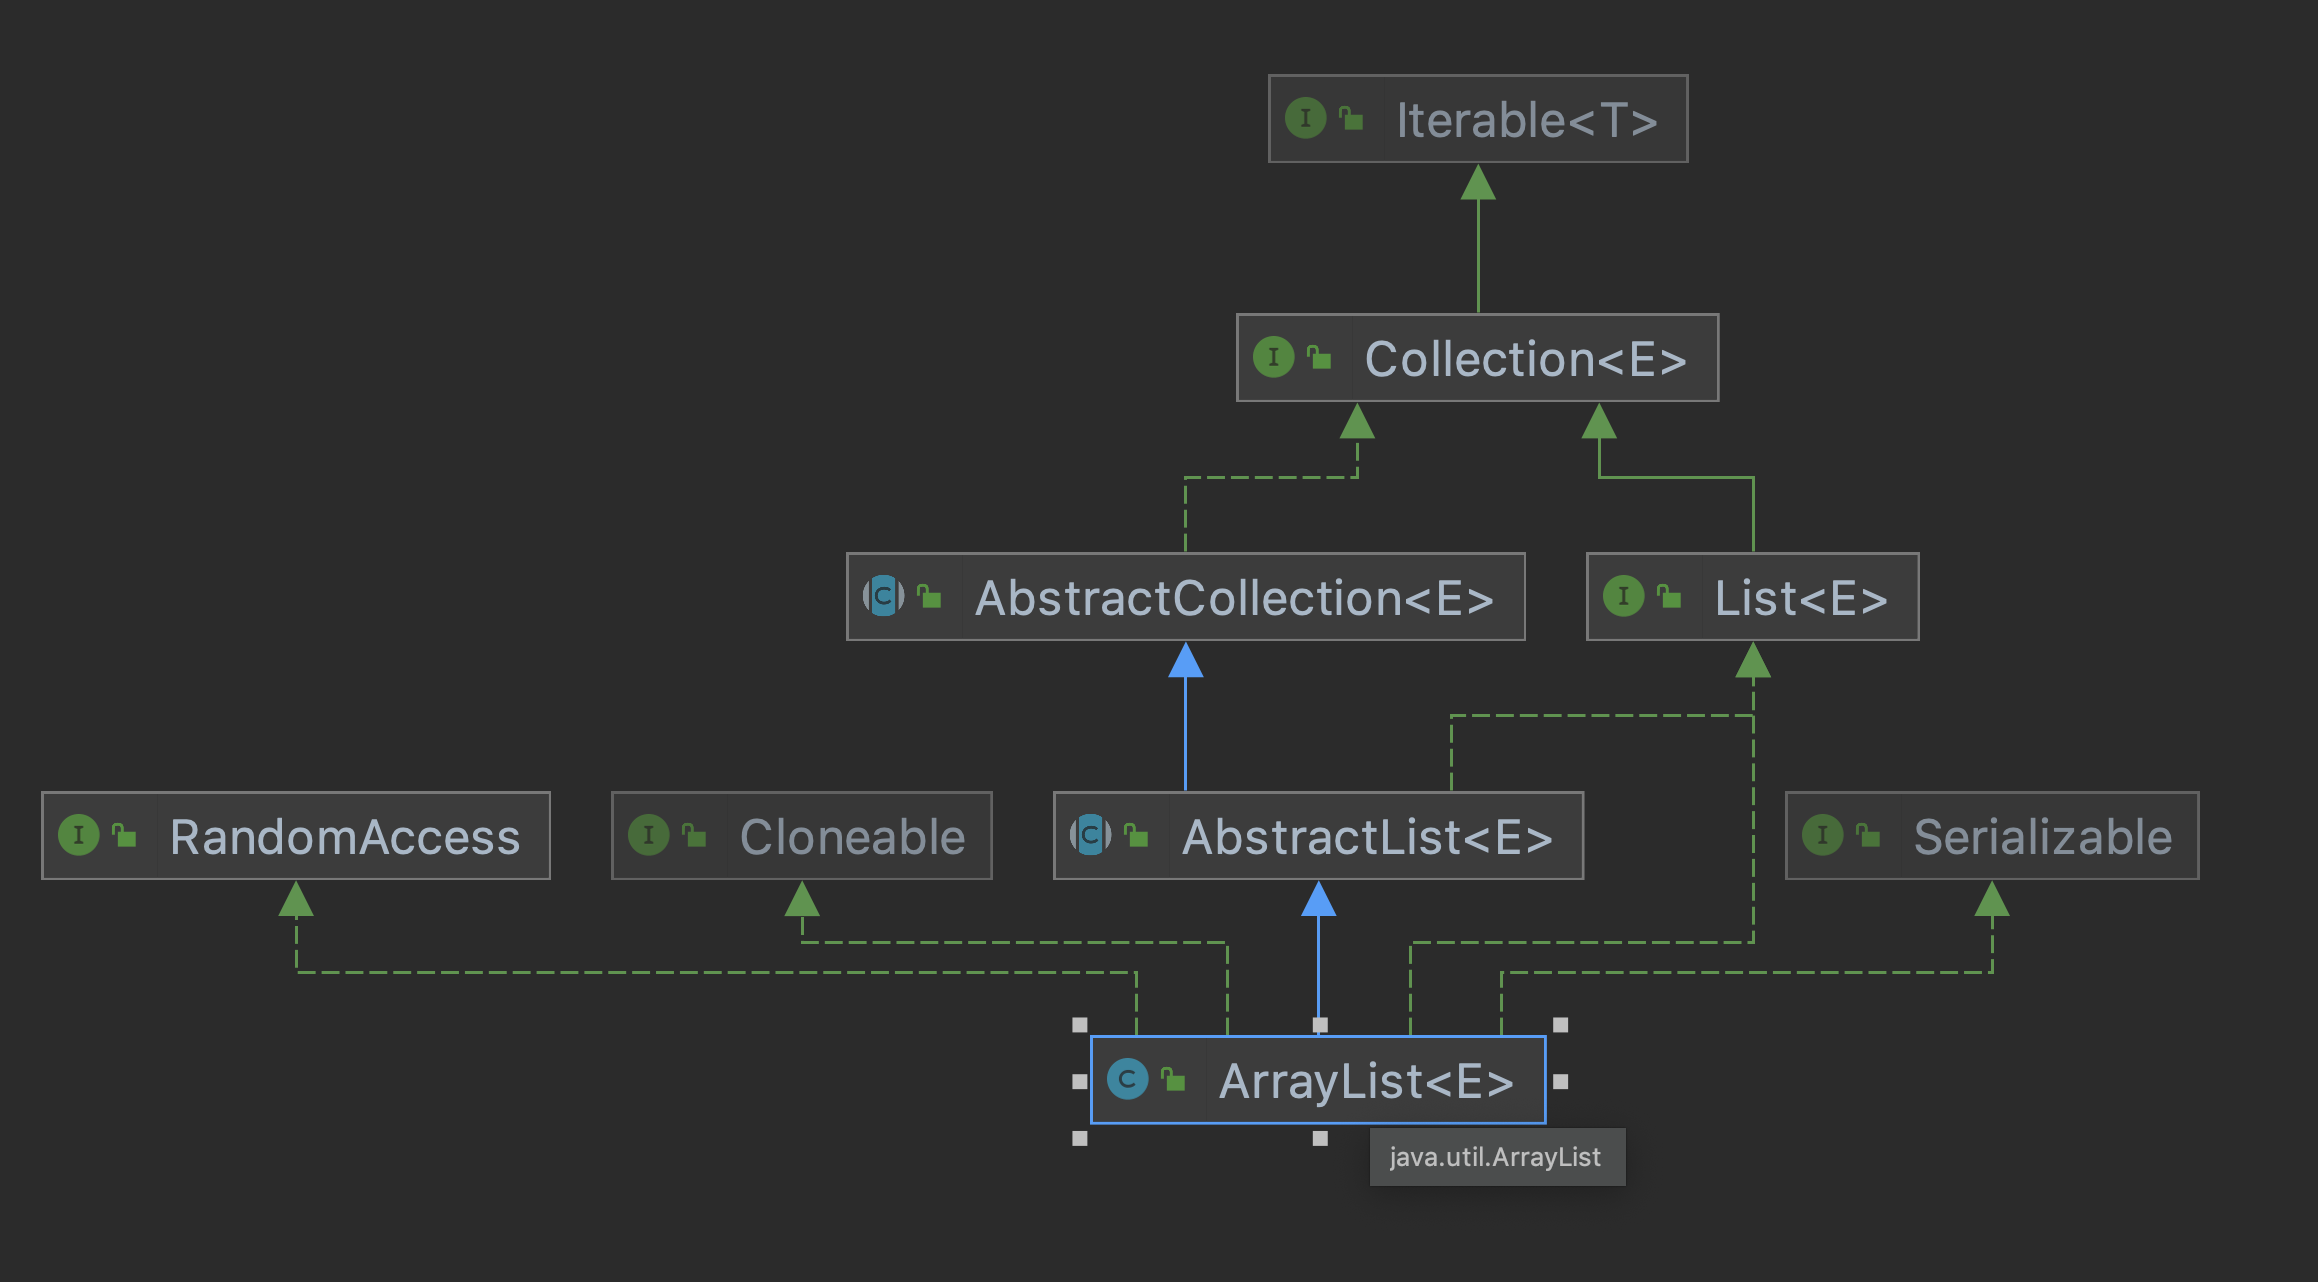 I Iterable<T>
I Collection<E>
C AbstractCollection<E>
I List<E>
I RandomAccess
I Cloneable
C AbstractList<E>
I Serializable
C ArrayList<E>
java.util.ArrayList